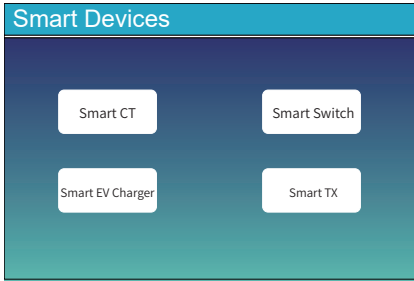 Smart Devices
Smart CT
Smart Switch
Smart EV Charger
Smart TX